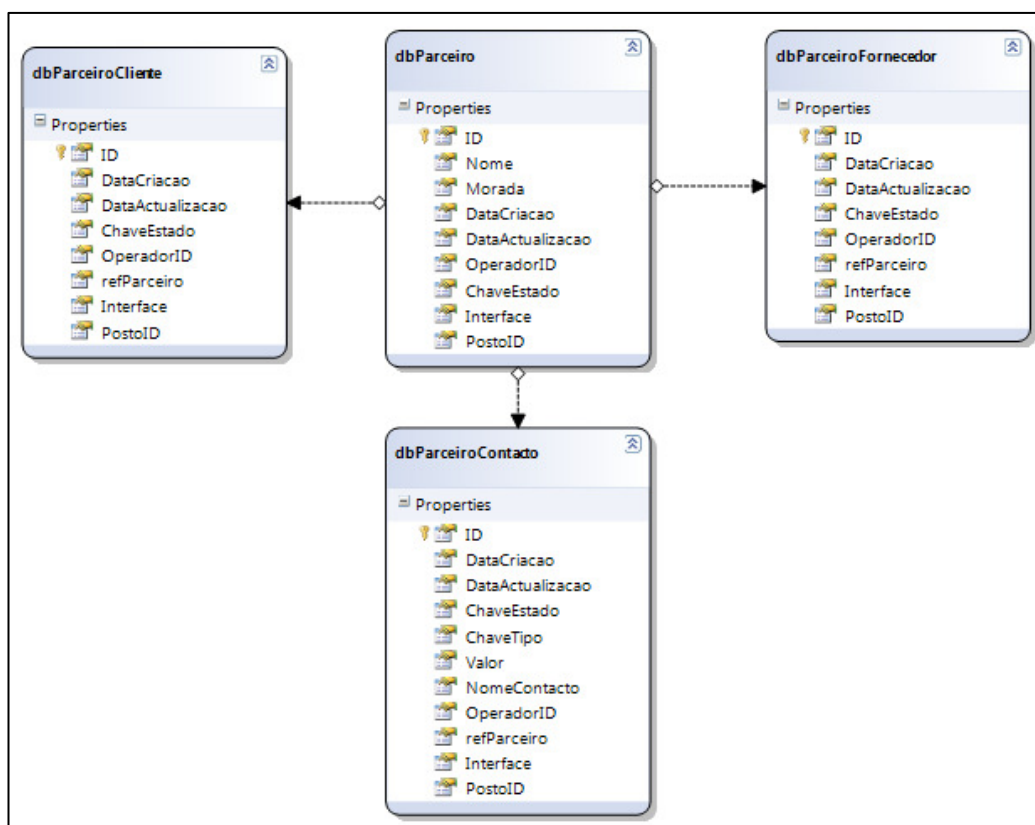 dbParceiroCliente
Properties
ID
DataCriacao
DataActualizacao
ChaveEstado
OperadorID
refParceiro
Interface
PostoID
dbParceiro
Properties
ID
Nome
Morada
DataCriacao
DataActualizacao
OperadorID
ChaveEstado
Interface
PostoID
dbParceiroFornecedor
Properties
ID
DataCriacao
DataActualizacao
ChaveEstado
OperadorID
refParceiro
Interface
PostoID
dbParceiroContacto
Properties
ID
DataCriacao
DataActualizacao
ChaveEstado
ChaveTipo
Valor
NomeContacto
OperadorID
refParceiro
Interface
PostoID